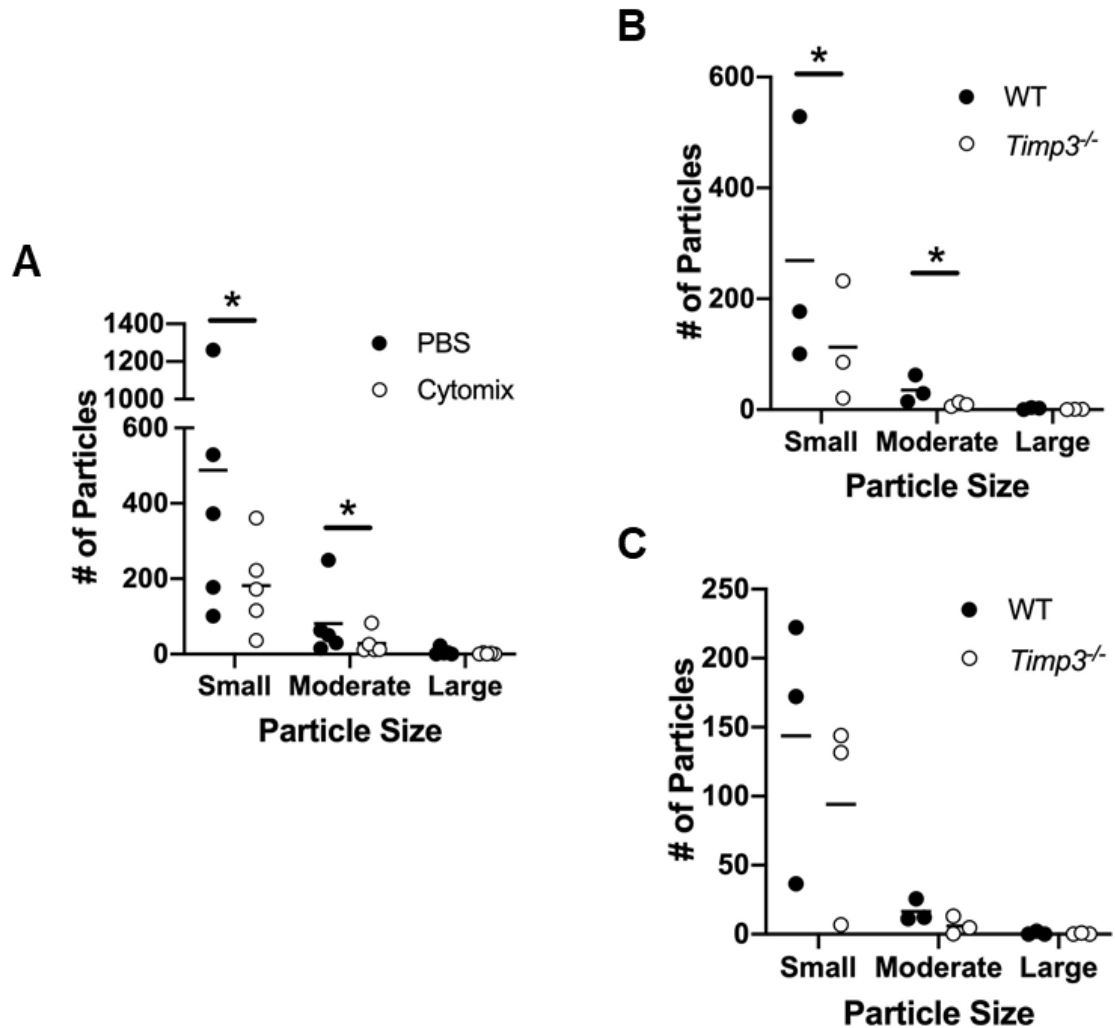 A
*
1400
1200
1000
600
400
200
0
*
PBS
Cytomix
# of Particles
Small Moderate Large
Particle Size
B
*
600
400
200
0
*
WT
Timp3-/-
# of Particles
Small Moderate Large
Particle Size
C
250
200
150
100
50
0
WT
Timp3-/-
# of Particles
Small Moderate Large
Particle Size